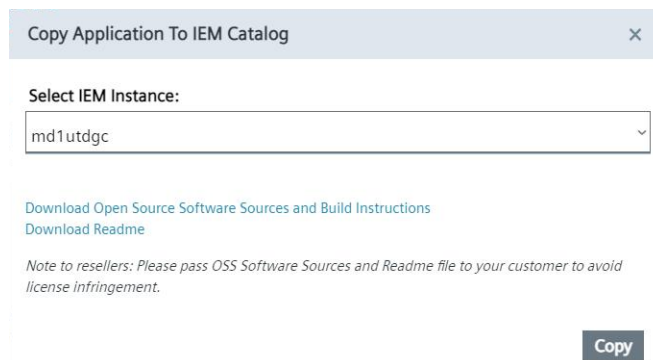 Copy Application To IEM Catalog
Select IEM Instance:
md1utdgc
Download Open Source Software Sources and Build Instructions
Download Readme
Note to resellers: Please pass OSS Software Sources and Readme file to your customer to avoid
license infringement.
Copy